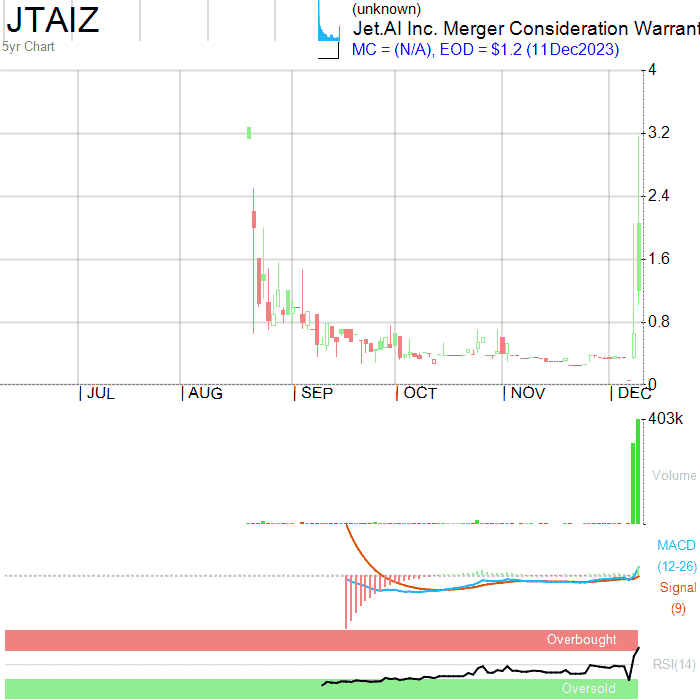 JTAIZ
(unknown)
Jet.AI Inc. Merger Consideration Warrant
5yr Chart
MC = (N/A), EOD = $1.2 (11Dec2023)
4
3.2
2.4
1.6
0.8
0
JUL AUG SEP OCT NOV DEC
403k
Volume
MACD
(12-26)
Signal
(9)
Overbought
RSI(14)
Oversold